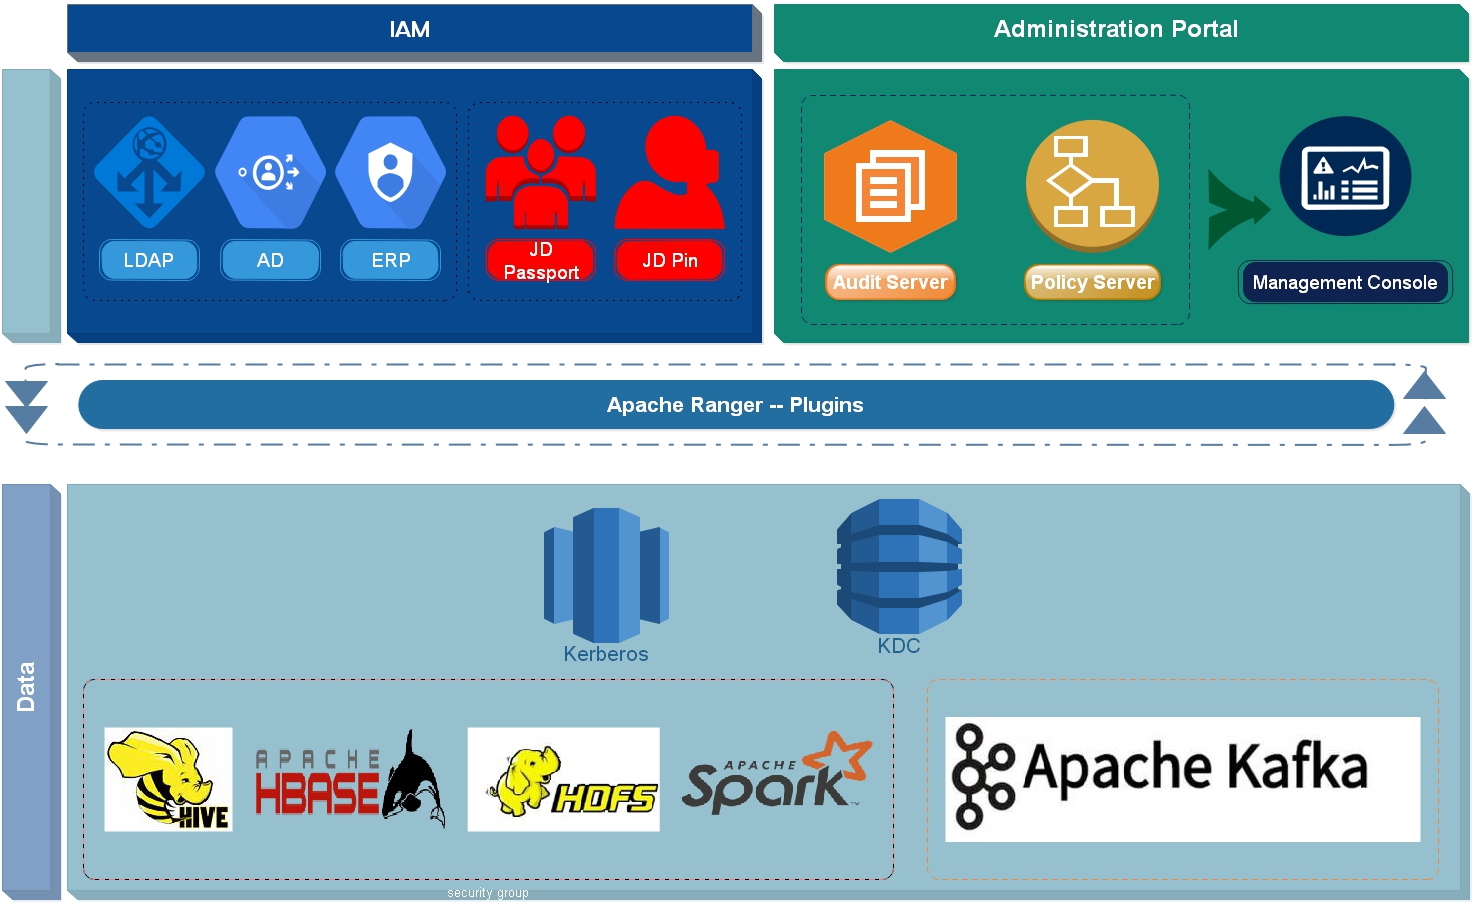 IAM
Administration Portal
LDAP
AD
ERP
JD
Passport
JD Pin
Audit Server
Policy Server
Management Console
Apache Ranger -- Plugins
Data
Kerberos
KDC
HIVE
APACHE
HBASE
HDFS
APACHE
Spark
TM
Apache Kafka
security group